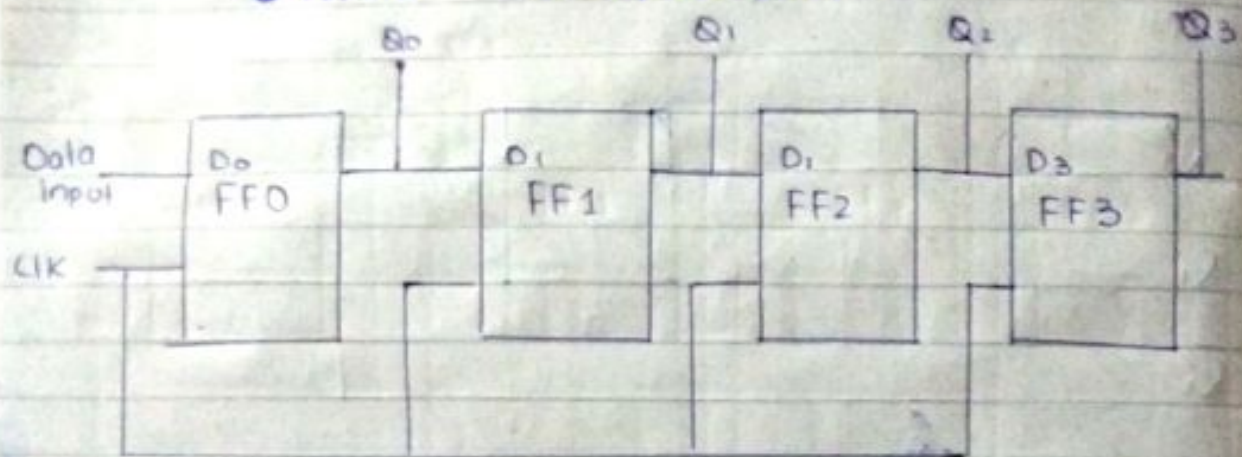 Q0 Q1 Q2 Q3
Data D0 D1 D1 D3
input FF0 FF1 FF2 FF3
Clk